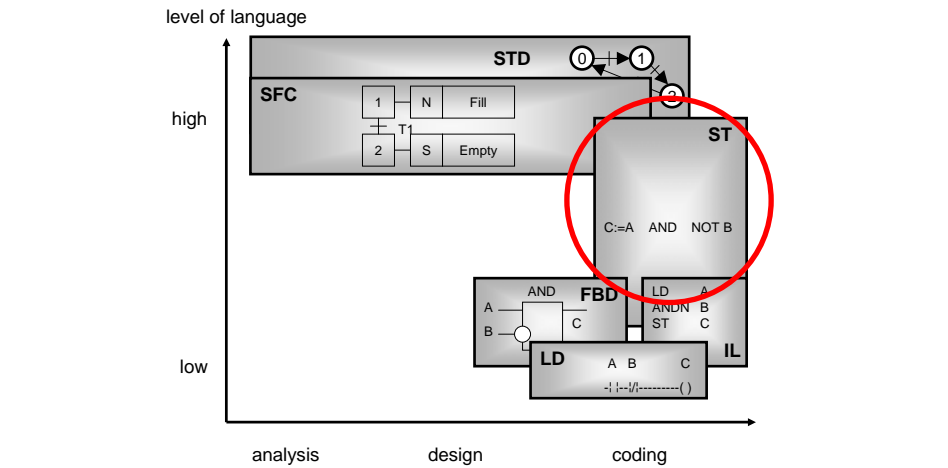 level of language
STD
0
1
2
SFC
1 N Fill
T1
2 S Empty
high
ST
C:=A AND NOT B
AND FBD
A
B
C
LD A
ANDN B
ST C
IL
LD
A B C
-¦ ¦--¦/¦---------( )
low
analysis design coding